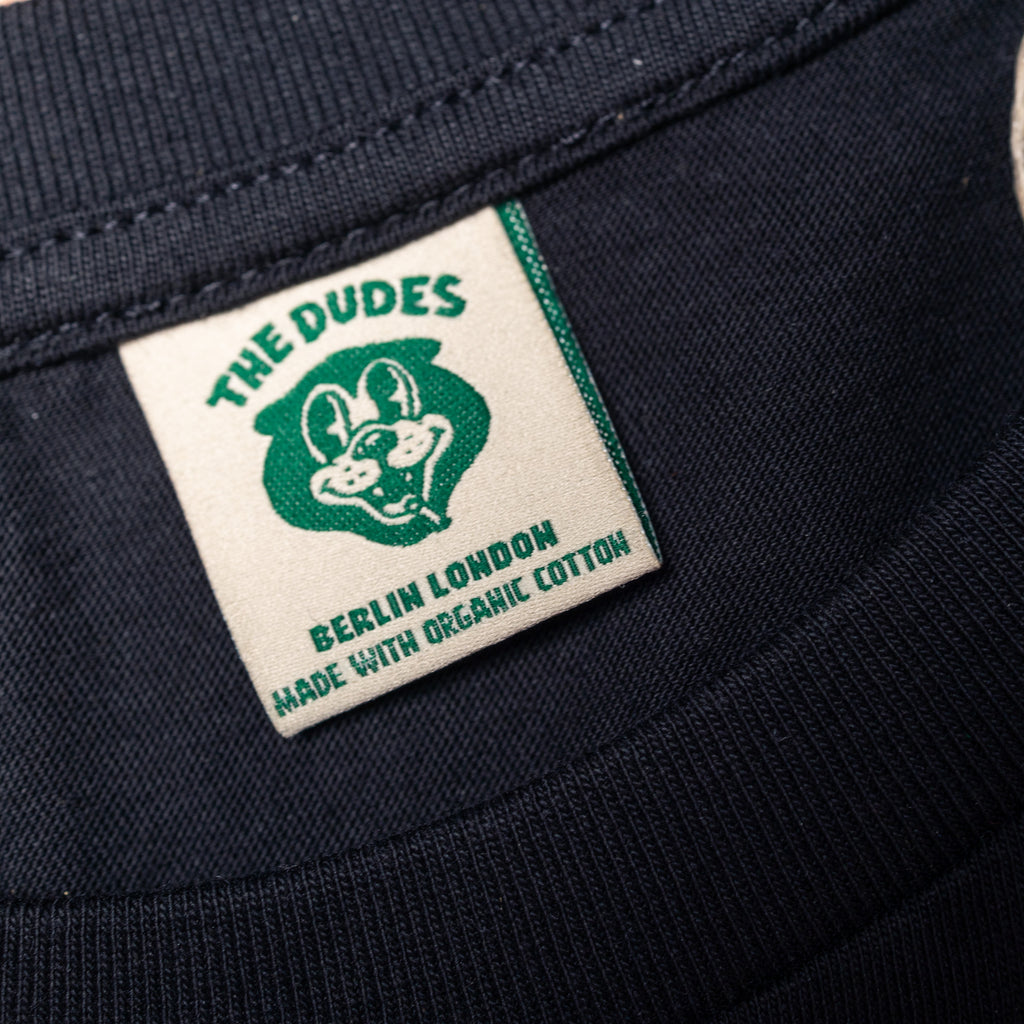 THE DUDES
BERLIN LONDON
MADE WITH ORGANIC COTTON